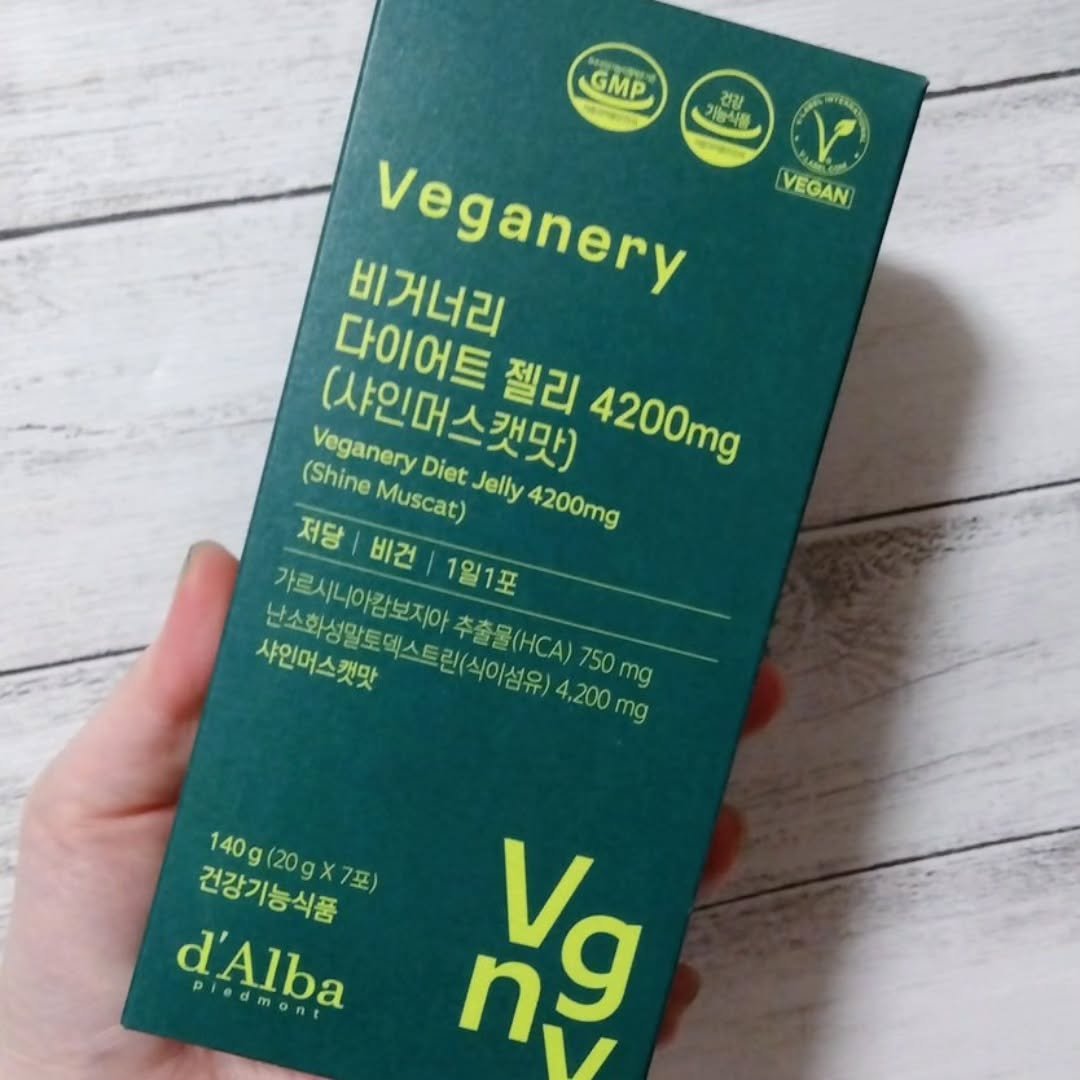 GMP
건강
기능식품
V-LABEL INTERNATIONAL
V-LABEL.COM
VEGAN
Veganery
비거너리
다이어트 젤리 4200mg
(샤인머스캣맛)
Veganery Diet Jelly 4200mg
(Shine Muscat)
저당 | 비건 | 1일1포
가르시니아캄보지아 추출물(HCA) 750 mg
난소화성말토덱스트린(식이섬유) 4,200 mg
샤인머스캣맛
140 g (20 g X 7포)
건강기능식품
d'Alba
piedmont
Vg
ny